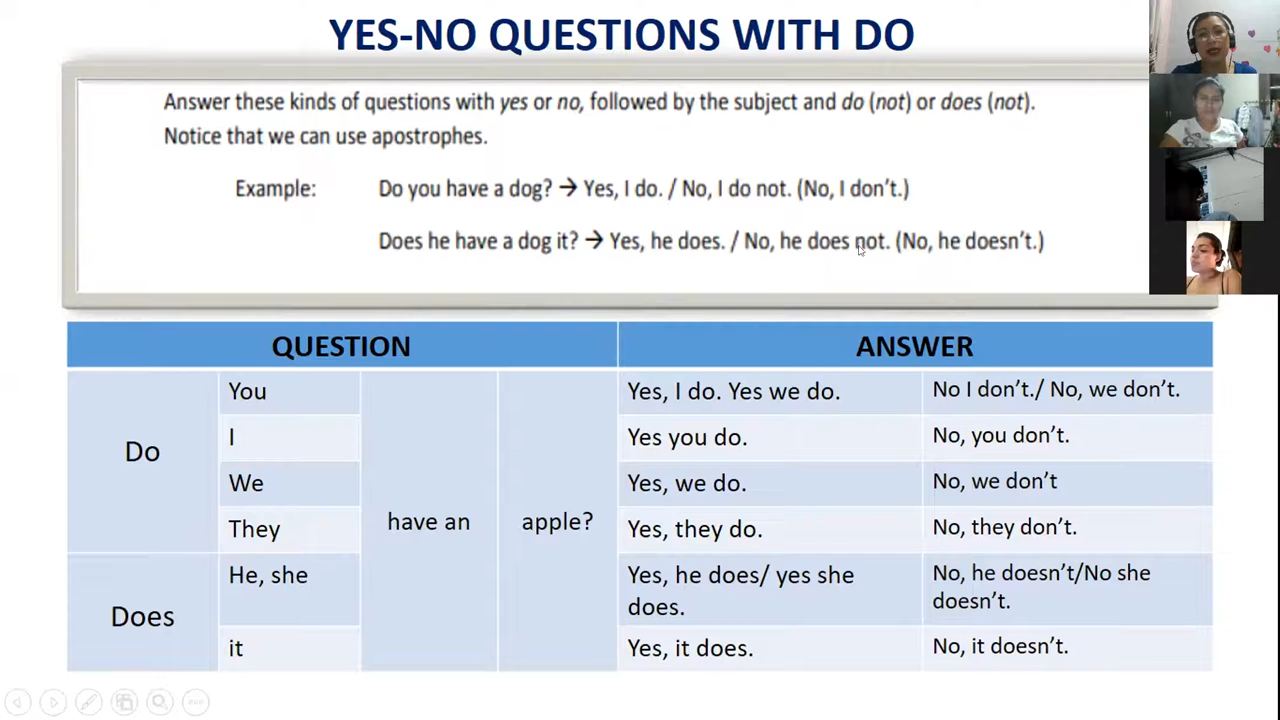 YES-NO QUESTIONS WITH DO
Answer these kinds of questions with yes or no, followed by the subject and do (not) or does (not).
Notice that we can use apostrophes.
Example: Do you have a dog? → Yes, I do. / No, I do not. (No, I don't.)
Does he have a dog it? → Yes, he does. / No, he does not. (No, he doesn't.)
QUESTION ANSWER
Do
You
I
We
They
Does
He, she
it
have an
apple?
Yes, I do. Yes we do.
No I don't./ No, we don't.
Yes you do.
No, you don't.
Yes, we do.
No, we don't
Yes, they do.
No, they don't.
Yes, he does/ yes she
does.
No, he doesn't/No she
doesn't.
Yes, it does.
No, it doesn't.